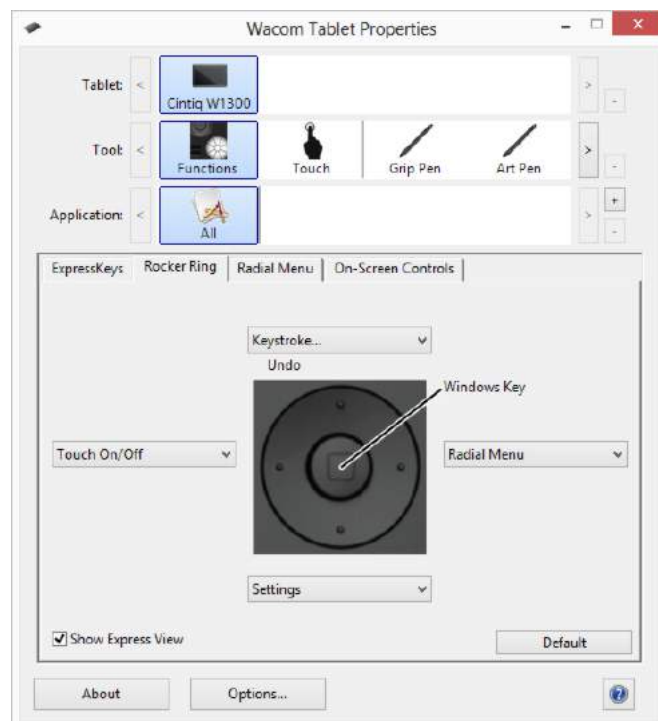 Wacom Tablet Properties
Tablet:
Cintiq W1300
Tool:
Functions Touch Grip Pen Art Pen
Application:
All
ExpressKeys Rocker Ring Radial Menu On-Screen Controls
Keystroke...
Undo
Windows Key
Touch On/Off
Radial Menu
Settings
Show Express View
Default
About Options...